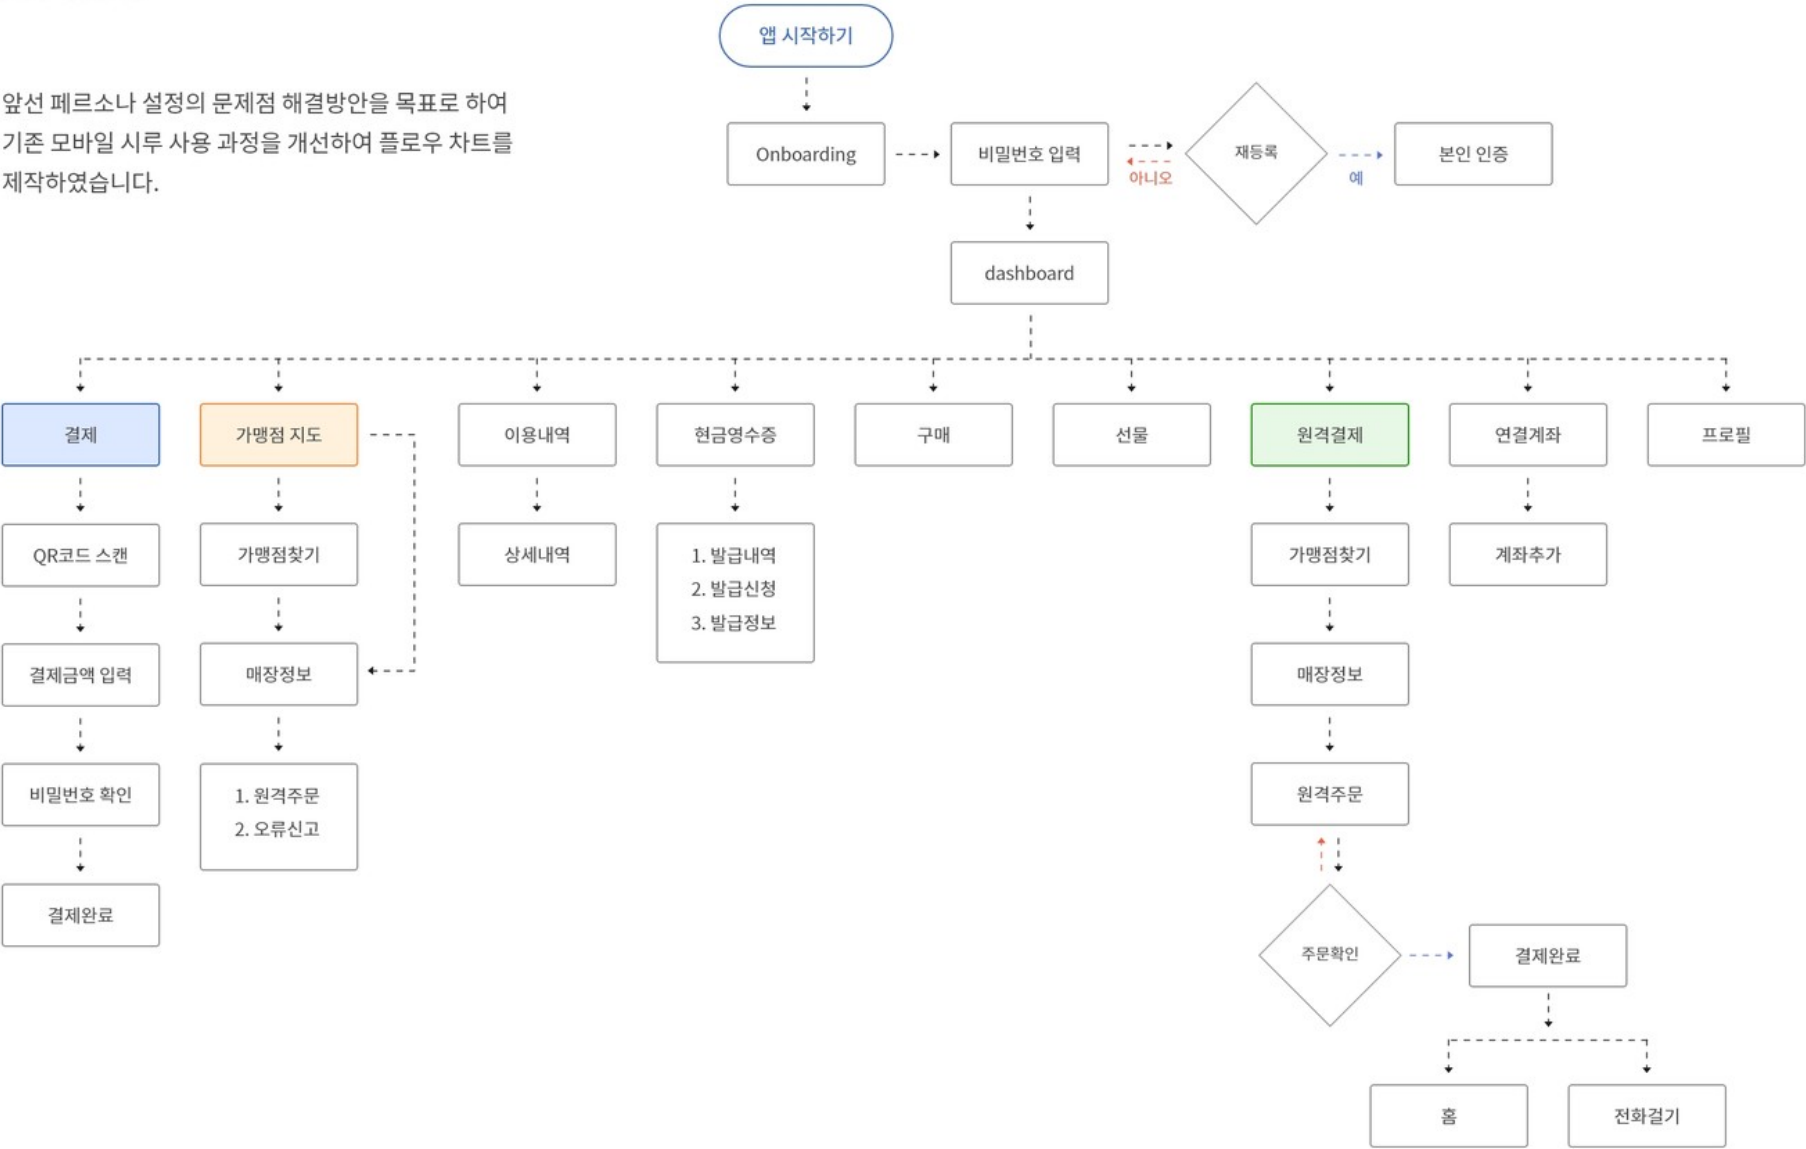 앱 시작하기
앞선 페르소나 설정의 문제점 해결방안을 목표로 하여
기존 모바일 시루 사용 과정을 개선하여 플로우 차트를
제작하였습니다.
Onboarding
비밀번호 입력
아니오
재등록
예
본인 인증
dashboard
결제
가맹점 지도
이용내역
현금영수증
구매
선물
원격결제
연결계좌
프로필
QR코드 스캔
가맹점찾기
상세내역
1. 발급내역
2. 발급신청
3. 발급정보
가맹점찾기
계좌추가
결제금액 입력
매장정보
매장정보
비밀번호 확인
1. 원격주문
2. 오류신고
원격주문
결제완료
주문확인
결제완료
홈
전화걸기